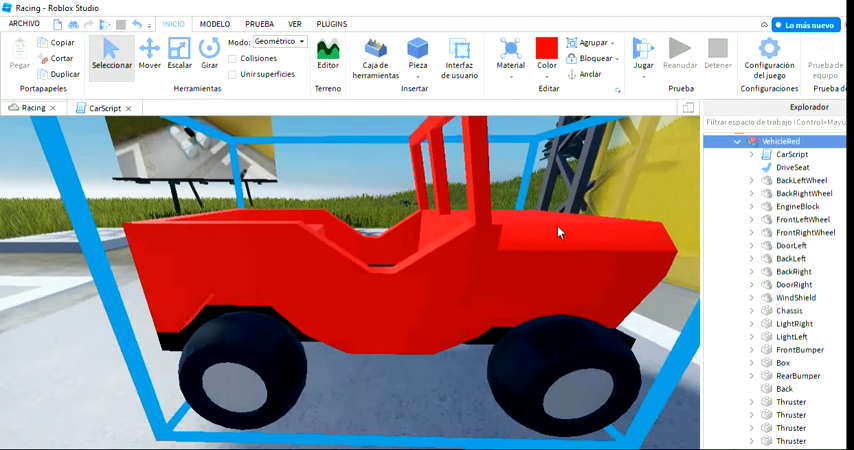 Racing - Roblox Studio
ARCHIVO INICIO MODELO PRUEBA VER PLUGINS Lo más nuevo
Pegar Copiar Cortar Duplicar Portapapeles
Seleccionar Mover Escalar Girar Modo: Geométrico Colisiones Unir superficies Herramientas
Editor Terreno
Caja de herramientas Pieza Interfaz de usuario Insertar
Material Color Agrupar Bloquear Anclar Editar
Jugar Reanudar Detener Prueba
Configuración del juego Configuraciones
Prueba de equipo Prueba de
Racing CarScript
Explorador
Filtrar espacio de trabajo (Control+Mayu
VehicleRed
CarScript
DriveSeat
BackLeftWheel
BackRightWheel
EngineBlock
FrontLeftWheel
FrontRightWheel
DoorLeft
BackLeft
BackRight
DoorRight
WindShield
Chassis
LightRight
LightLeft
FrontBumper
Box
RearBumper
Back
Thruster
Thruster
Thruster
Thruster